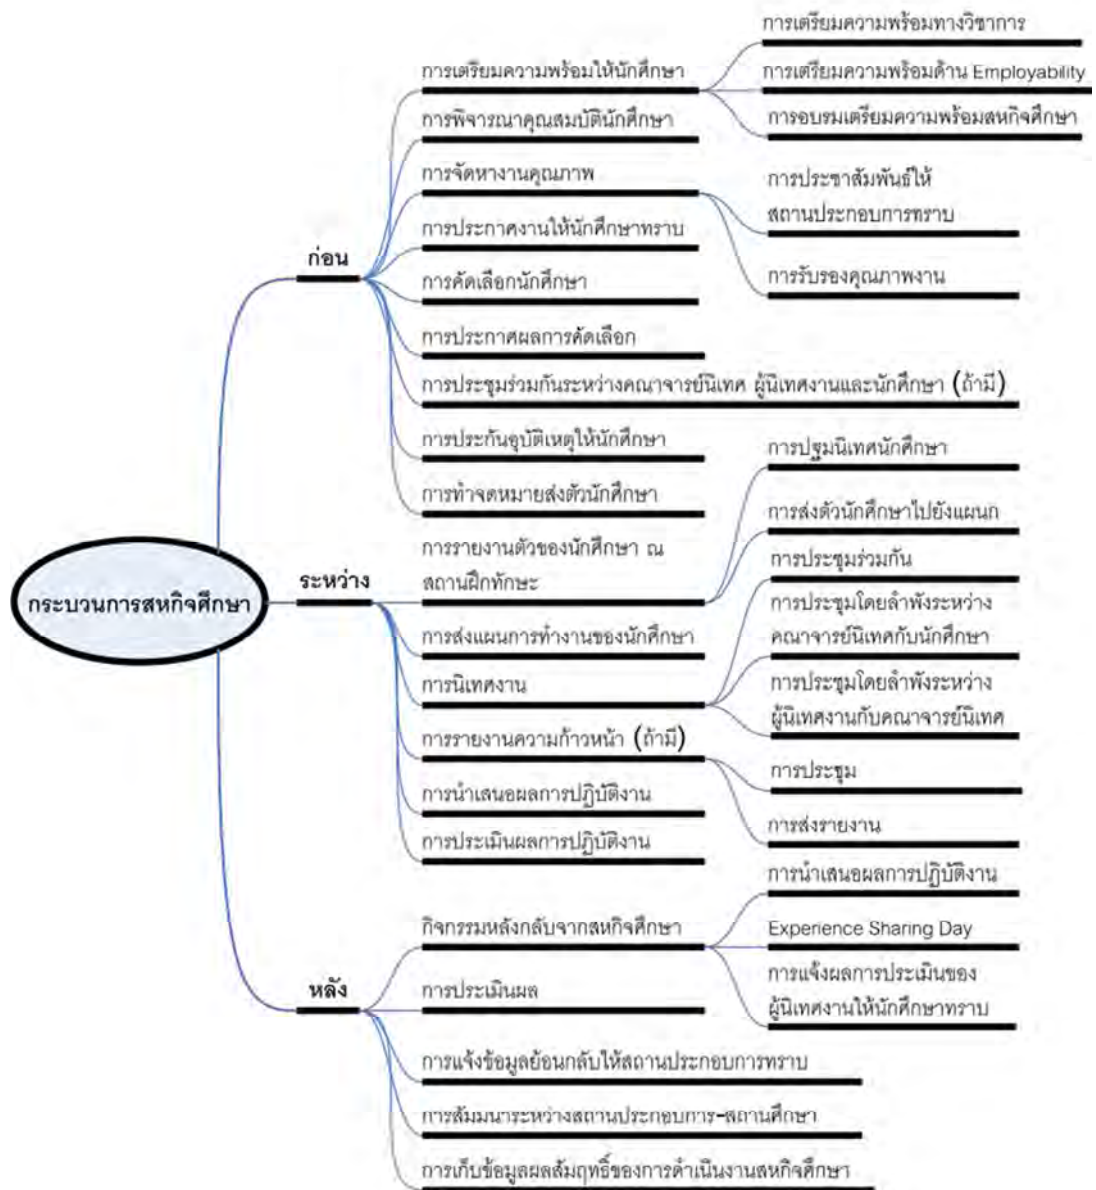 กระบวนการสหกิจศึกษา
ก่อน
การเตรียมความพร้อมให้นักศึกษา
การเตรียมความพร้อมทางวิชาการ
การเตรียมความพร้อมด้าน Employability
การอบรมเตรียมความพร้อมสหกิจศึกษา
การพิจารณาคุณสมบัตินักศึกษา
การจัดหางานคุณภาพ
การประชาสัมพันธ์ให้
สถานประกอบการทราบ
การรับรองคุณภาพงาน
การประกาศงานให้นักศึกษาทราบ
การคัดเลือกนักศึกษา
การประกาศผลการคัดเลือก
การประชุมร่วมกันระหว่างคณาจารย์นิเทศ ผู้นิเทศงานและนักศึกษา (ถ้ามี)
การประกันอุบัติเหตุให้นักศึกษา
การทำจดหมายส่งตัวนักศึกษา
ระหว่าง
การรายงานตัวของนักศึกษา ณ
สถานฝึกทักษะ
การปฐมนิเทศนักศึกษา
การส่งตัวนักศึกษาไปยังแผนก
การส่งแผนการทำงานของนักศึกษา
การนิเทศงาน
การประชุมร่วมกัน
การประชุมโดยลำพังระหว่าง
คณาจารย์นิเทศกับนักศึกษา
การประชุมโดยลำพังระหว่าง
ผู้นิเทศงานกับคณาจารย์นิเทศ
การรายงานความก้าวหน้า (ถ้ามี)
การประชุม
การส่งรายงาน
การนำเสนอผลการปฏิบัติงาน
การประเมินผลการปฏิบัติงาน
หลัง
กิจกรรมหลังกลับจากสหกิจศึกษา
การนำเสนอผลการปฏิบัติงาน
Experience Sharing Day
การแจ้งผลการประเมินของ
ผู้นิเทศงานให้นักศึกษาทราบ
การประเมินผล
การแจ้งข้อมูลย้อนกลับให้สถานประกอบการทราบ
การสัมมนาระหว่างสถานประกอบการ-สถานศึกษา
การเก็บข้อมูลผลสัมฤทธิ์ของการดำเนินงานสหกิจศึกษา